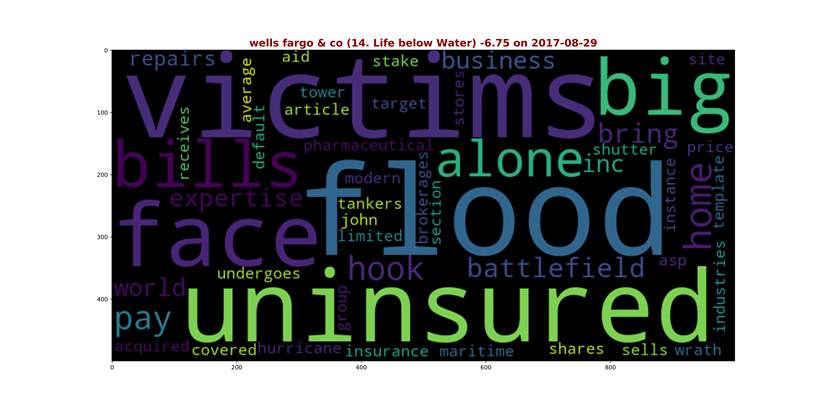 wells fargo & co (14. Life below Water) -6.75 on 2017-08-29
0
100
200
300
400
0
200
400
600
800
repairs
average
aid
stake
business
site
victims
big
tower
article
target
stores
receives
default
pharmaceutical
bring
shutter
price
bills
alone
inc
modern
flood
expertise
tankers
john
limited
brokerages
section
instance
home
template
face
undergoes
hook
battlefield
asp
industries
world
uninsured
group
pay
acquired
covered
hurricane
insurance
maritime
shares
sells
wrath